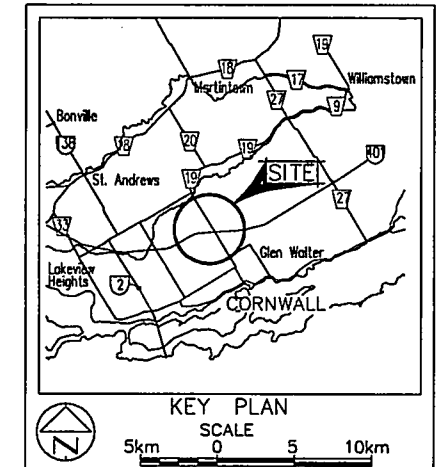 19
18
17
Martintown
Williamstown
27
9
Bonville
138
18
20
19
401
SITE
St. Andrews
19
27
33
Glen Walter
Lakeview
Heights
2
CORNWALL
KEY PLAN
N
SCALE
5km 0 5 10km